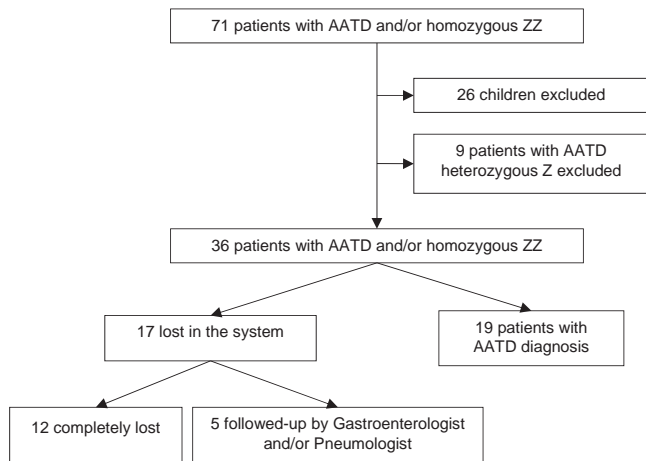 71 patients with AATD and/or homozygous ZZ
26 children excluded
9 patients with AATD
heterozygous Z excluded
36 patients with AATD and/or homozygous ZZ
17 lost in the system
19 patients with
AATD diagnosis
12 completely lost
5 followed-up by Gastroenterologist
and/or Pneumologist